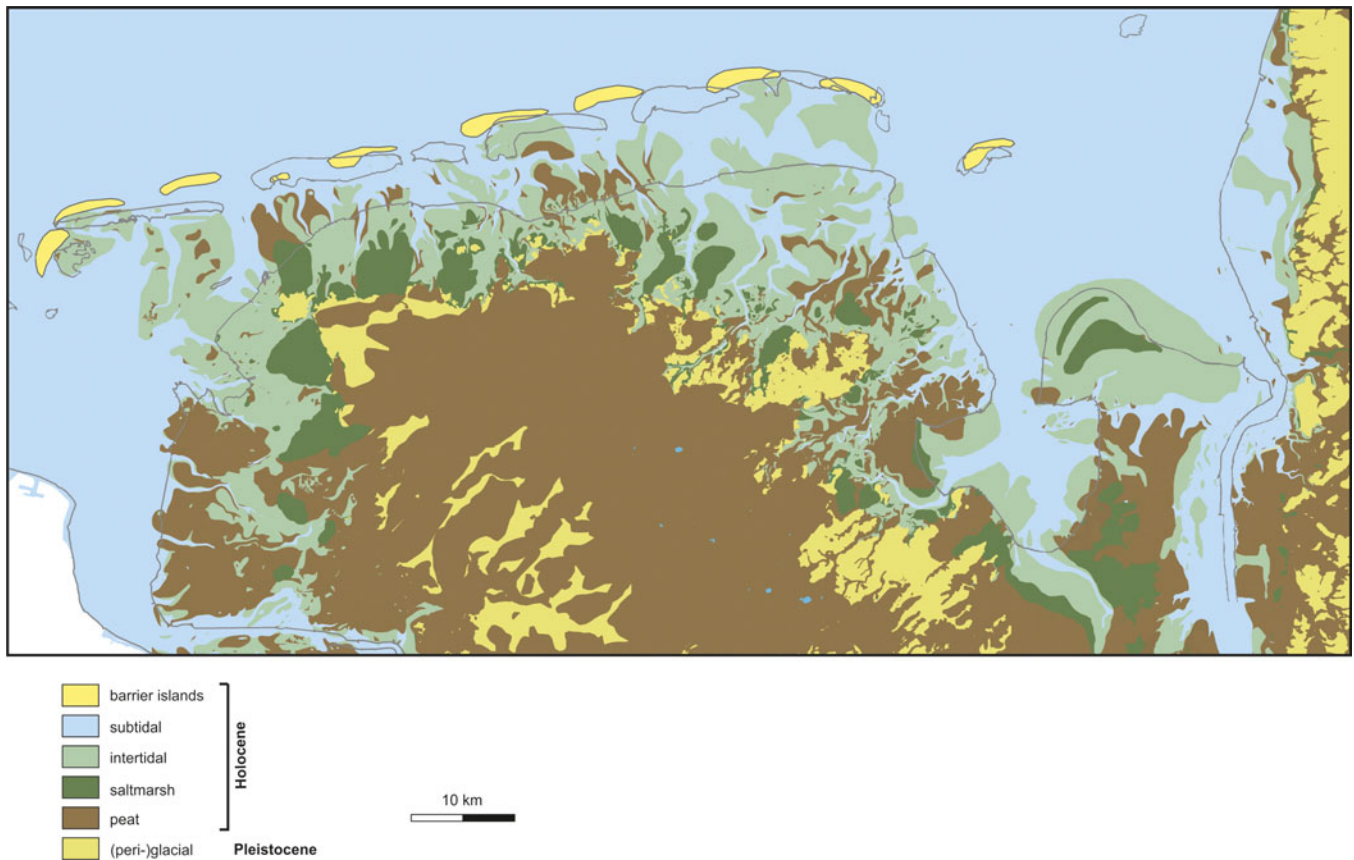 barrier islands
subtidal
intertidal
saltmarsh
peat
(peri-)glacial
Holocene
Pleistocene
10 km